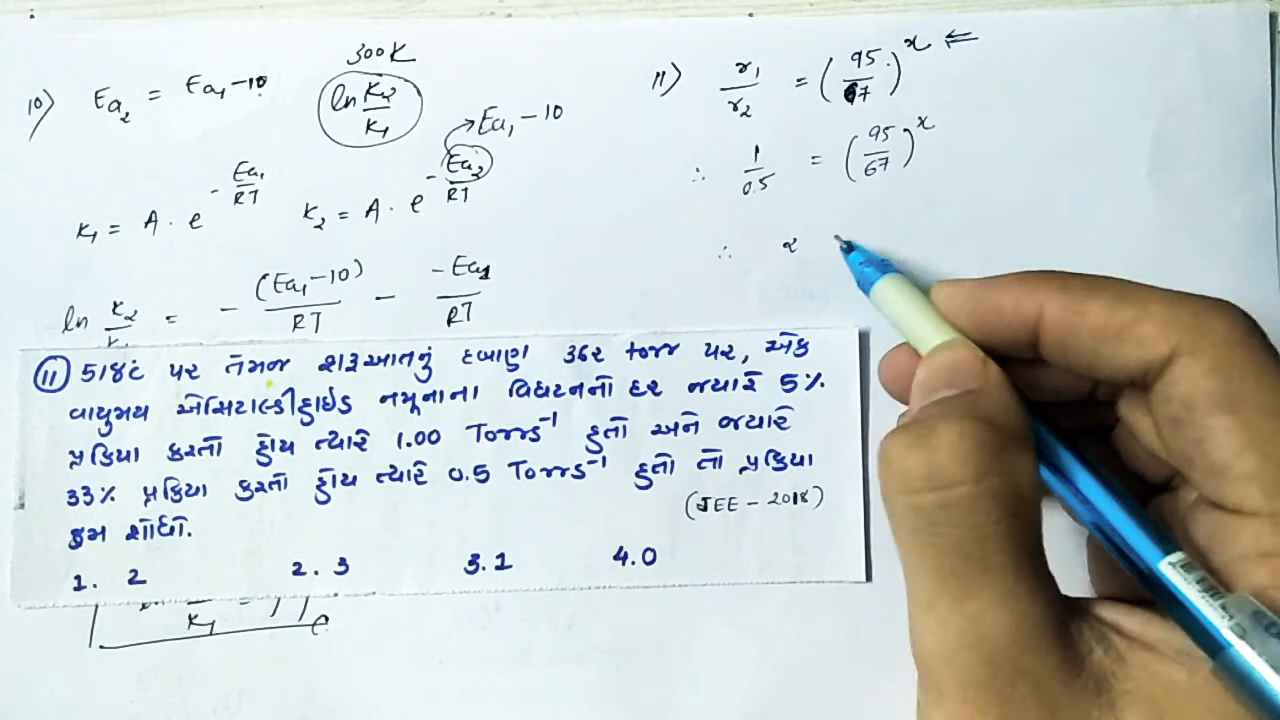 10) Ea₂ = Ea₁-10
300K
ln K₂/K₁
→ Ea₁-10
K₁ = A . e^(-Ea₁/RT) K₂ = A . e^(-Ea₂/RT)
ln K₂/K₁ = - (Ea₁-10)/RT - -Ea₁/RT
11) r₁/r₂ = (95/67)^x ⇐
∴ 1/0.5 = (95/67)^x
∴ 2
(11) 518℃ પર તેમજ શરૂઆતનું દબાણ 362 torr પર, એક
વાયુમય એસિટાલ્ડીહાઇડ નમૂનાના વિઘટનનો દર જ્યારે 5%
પ્રક્રિયા કરતો હોય ત્યારે 1.00 Torrs⁻¹ હતો અને જ્યારે
33% પ્રક્રિયા કરતો હોય ત્યારે 0.5 Torrs⁻¹ હતો તો પ્રક્રિયા
ક્રમ શોધો.
(JEE - 2018)
1. 2 2. 3 3. 1 4. 0
K₁
e